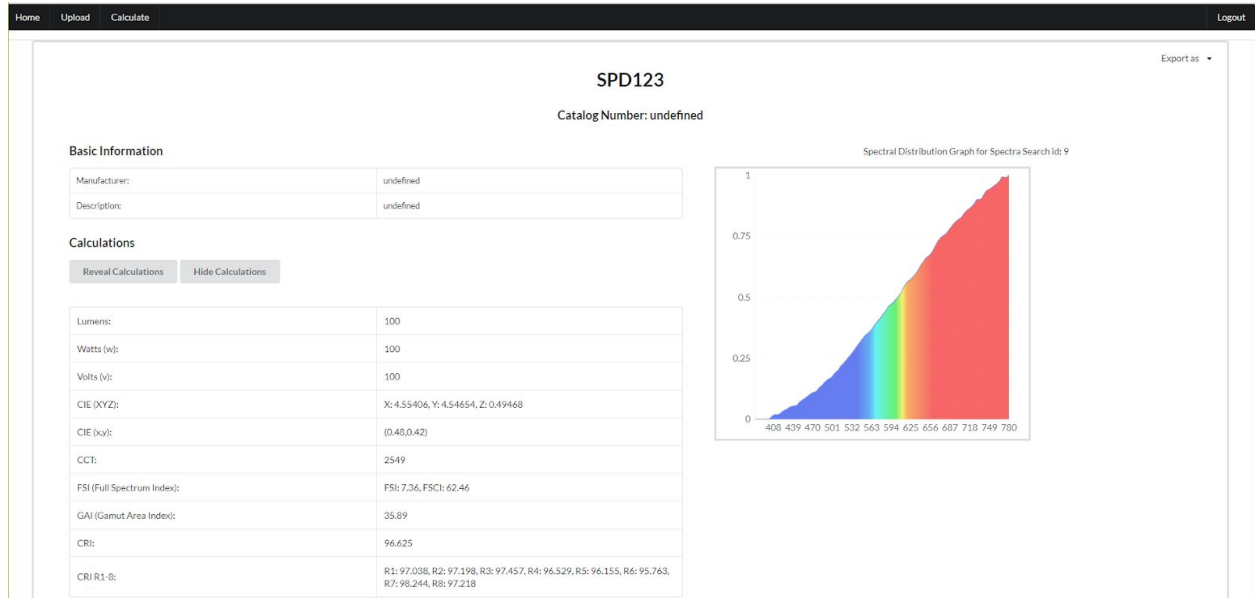 Home Upload Calculate Logout
Export as
SPD123
Catalog Number: undefined
Basic Information
Manufacturer: undefined
Description: undefined
Calculations
Reveal Calculations Hide Calculations
Lumens: 100
Watts (w): 100
Volts (v): 100
CIE (XYZ): X: 4.55406, Y: 4.54654, Z: 0.49468
CIE (x,y): (0.48,0.42)
CCT: 2549
FSI (Full Spectrum Index): FSI: 7.36, FSCI: 62.46
GAI (Gamut Area Index): 35.89
CRI: 96.625
CRI R1-8: R1: 97.038, R2: 97.198, R3: 97.457, R4: 96.529, R5: 96.155, R6: 95.763,
R7: 98.244, R8: 97.218
Spectral Distribution Graph for Spectra Search id: 9
1
0.75
0.5
0.25
0
408 439 470 501 532 563 594 625 656 687 718 749 780